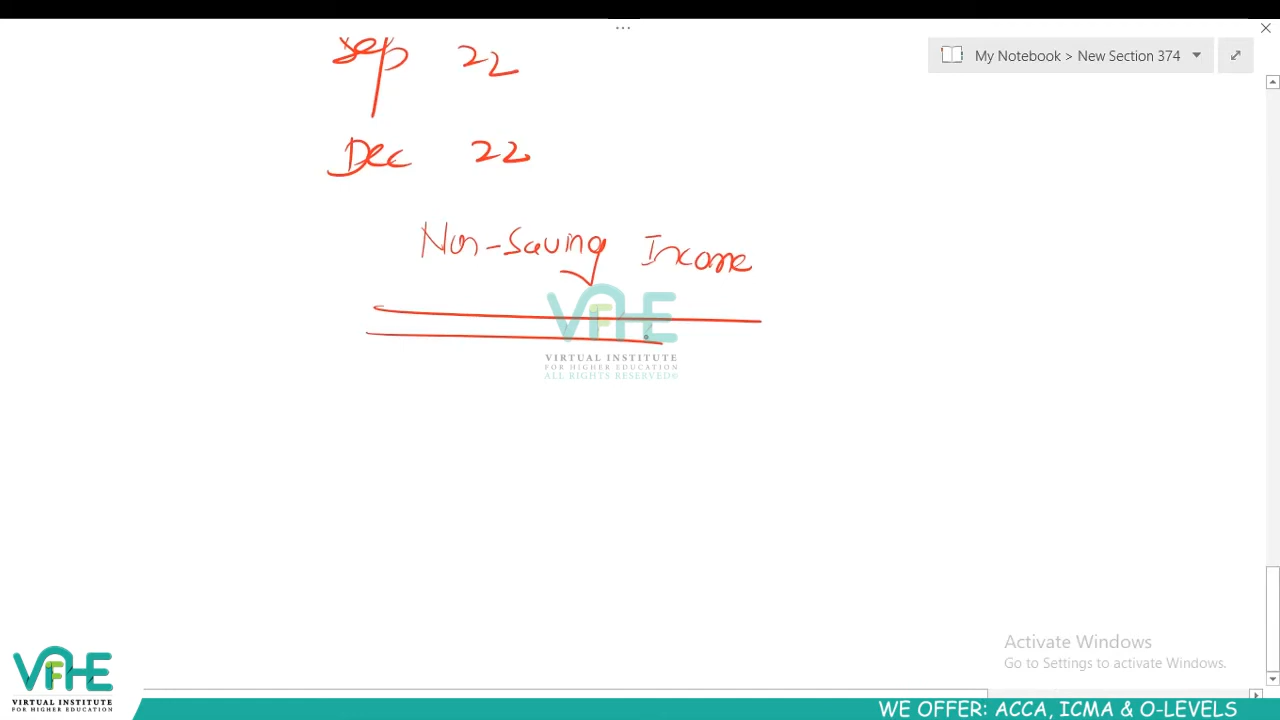 My Notebook > New Section 374
Sep 22
Dec 22
Non-Saving Income
VIFHE
VIRTUAL INSTITUTE
FOR HIGHER EDUCATION
ALL RIGHTS RESERVED©
Activate Windows
Go to Settings to activate Windows.
VIFHE
VIRTUAL INSTITUTE
FOR HIGHER EDUCATION
WE OFFER: ACCA, ICMA & O-LEVELS